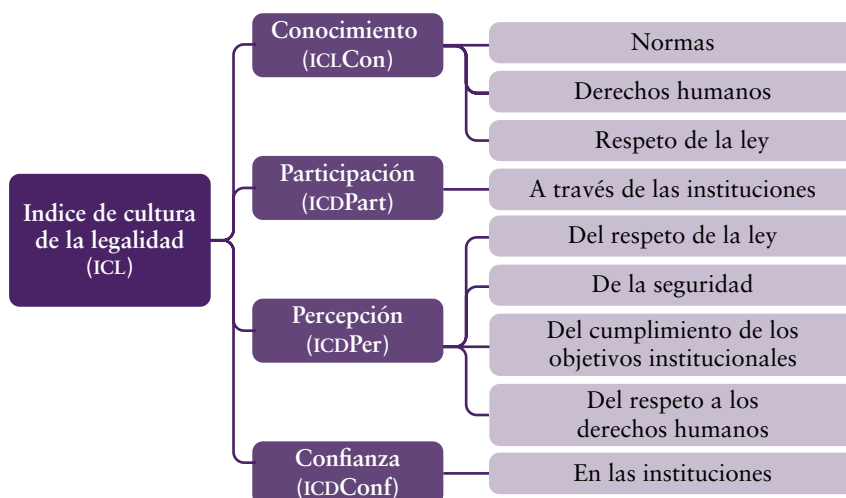 Indice de cultura
de la legalidad
(ICL)
Conocimiento
(ICLCon)
Normas
Derechos humanos
Respeto de la ley
Participación
(ICDPart)
A través de las instituciones
Percepción
(ICDPer)
Del respeto de la ley
De la seguridad
Del cumplimiento de los
objetivos institucionales
Del respeto a los
derechos humanos
Confianza
(ICDConf)
En las instituciones